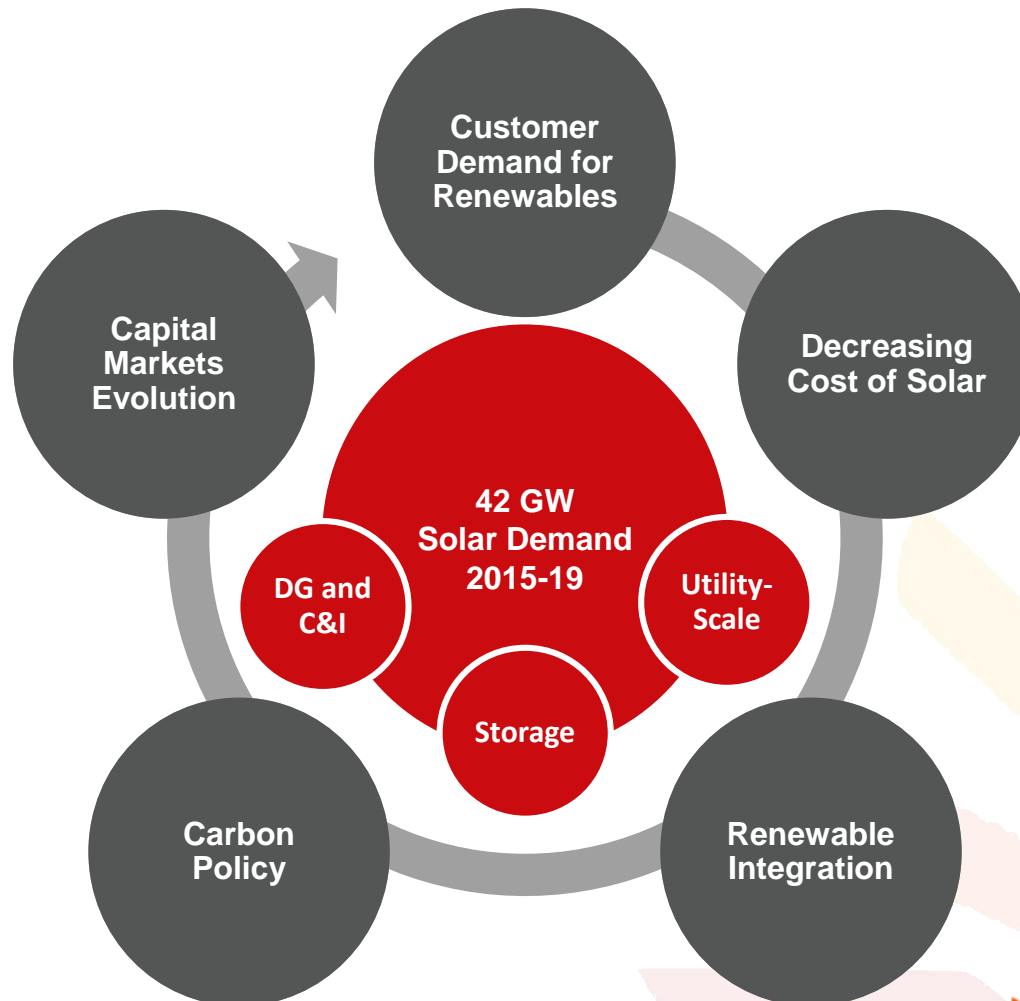 Customer
Demand for
Renewables
Capital
Markets
Evolution
Decreasing
Cost of Solar
42 GW
Solar Demand
2015-19
DG and
C&I
Utility-
Scale
Storage
Carbon
Policy
Renewable
Integration